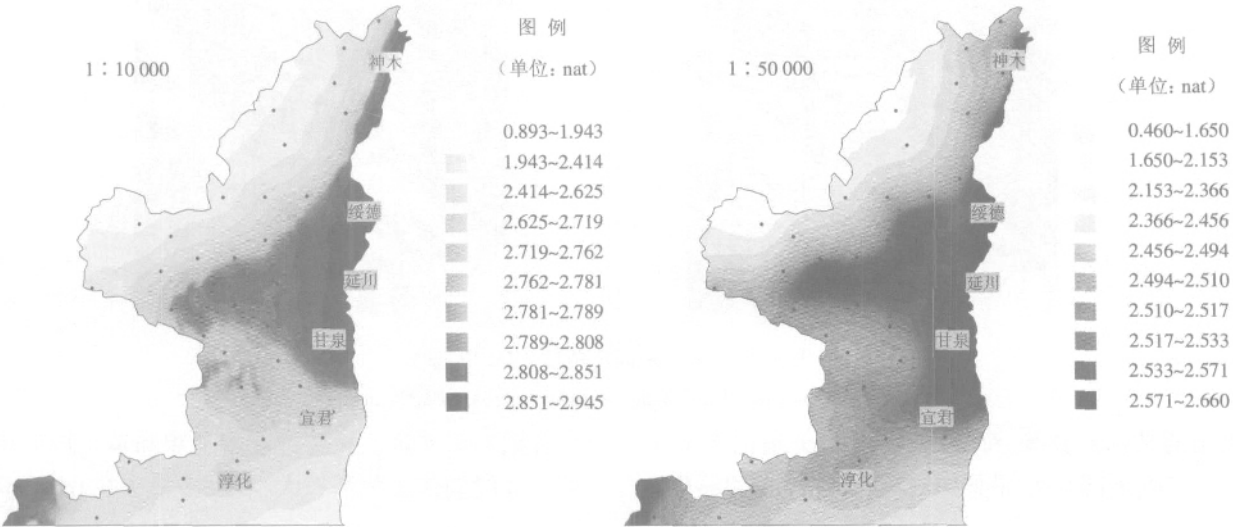 1∶10 000
图 例
（单位: nat）
0.893~1.943
1.943~2.414
2.414~2.625
2.625~2.719
2.719~2.762
2.762~2.781
2.781~2.789
2.789~2.808
2.808~2.851
2.851~2.945
神木
绥德
延川
甘泉
宣君
淳化
1∶50 000
图 例
（单位: nat）
0.460~1.650
1.650~2.153
2.153~2.366
2.366~2.456
2.456~2.494
2.494~2.510
2.510~2.517
2.517~2.533
2.533~2.571
2.571~2.660
神木
绥德
延川
甘泉
宣君
淳化